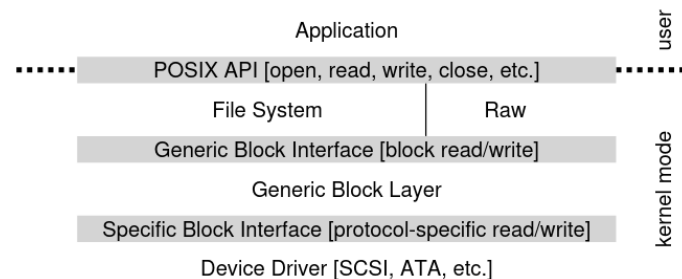 Application
user
POSIX API [open, read, write, close, etc.]
File System
Raw
Generic Block Interface [block read/write]
Generic Block Layer
kernel mode
Specific Block Interface [protocol-specific read/write]
Device Driver [SCSI, ATA, etc.]